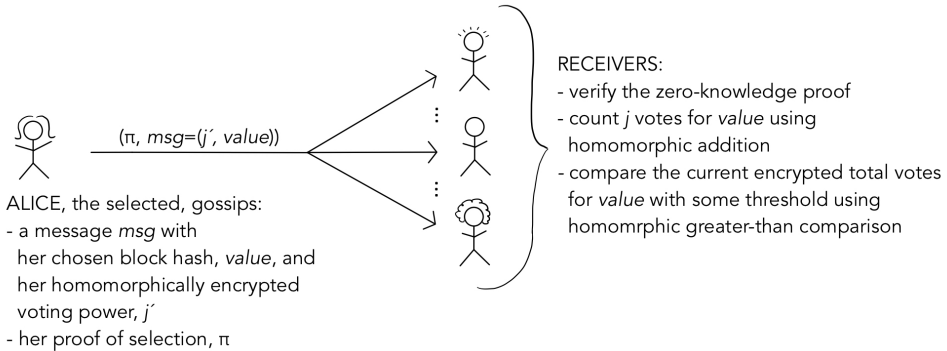 (π, msg=(j´, value))
ALICE, the selected, gossips:
- a message msg with
her chosen block hash, value, and
her homomorphically encrypted
voting power, j´
- her proof of selection, π
RECEIVERS:
- verify the zero-knowledge proof
- count j votes for value using
homomorphic addition
- compare the current encrypted total votes
for value with some threshold using
homomrphic greater-than comparison